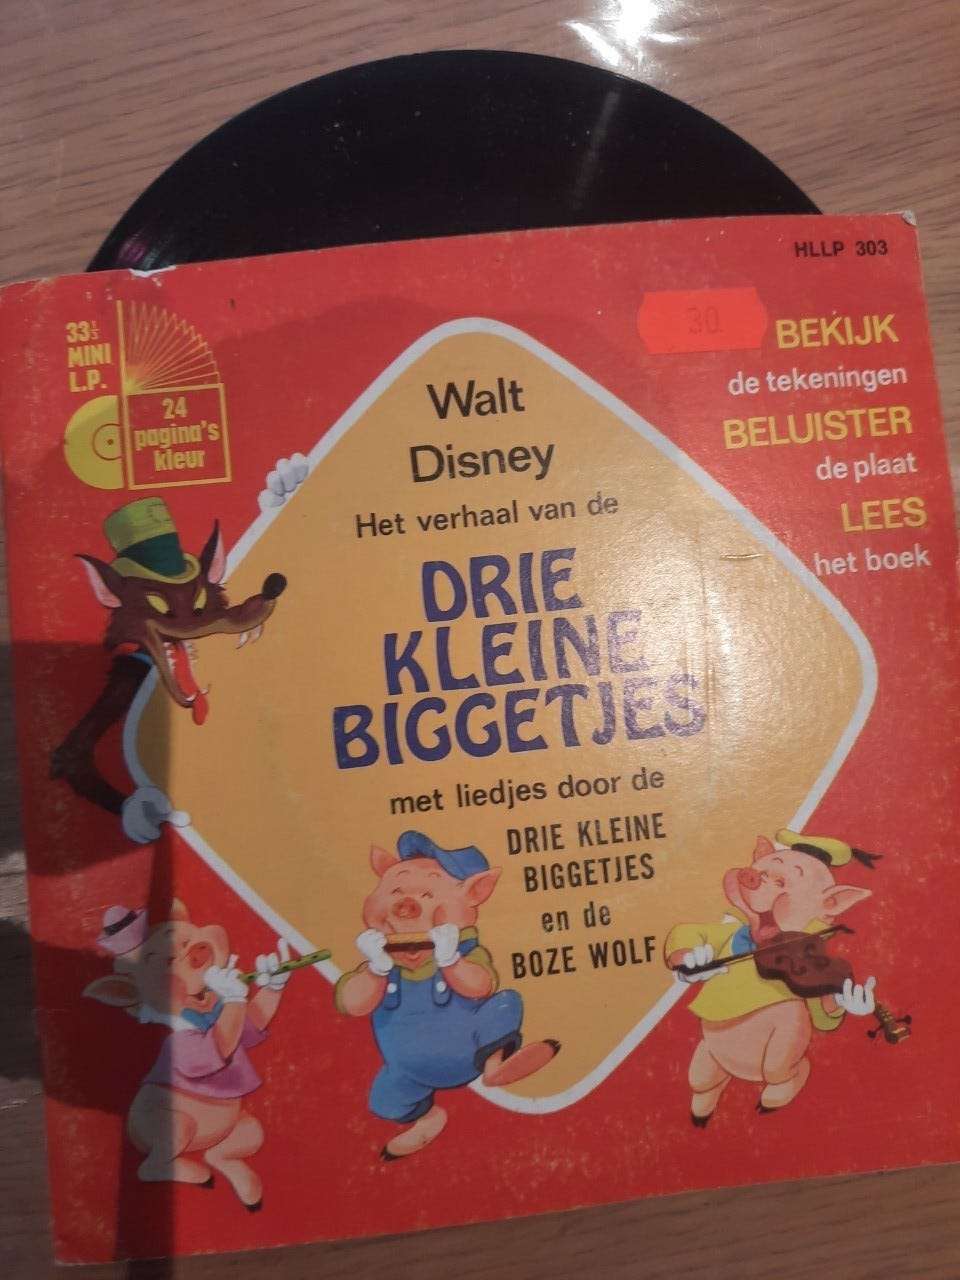 HLLP 303
33⅓
MINI
L.P.
24
pagina's
kleur
30
BEKIJK
de tekeningen
BELUISTER
de plaat
LEES
het boek
Walt
Disney
Het verhaal van de
DRIE
KLEINE
BIGGETJES
met liedjes door de
DRIE KLEINE
BIGGETJES
en de
BOZE WOLF